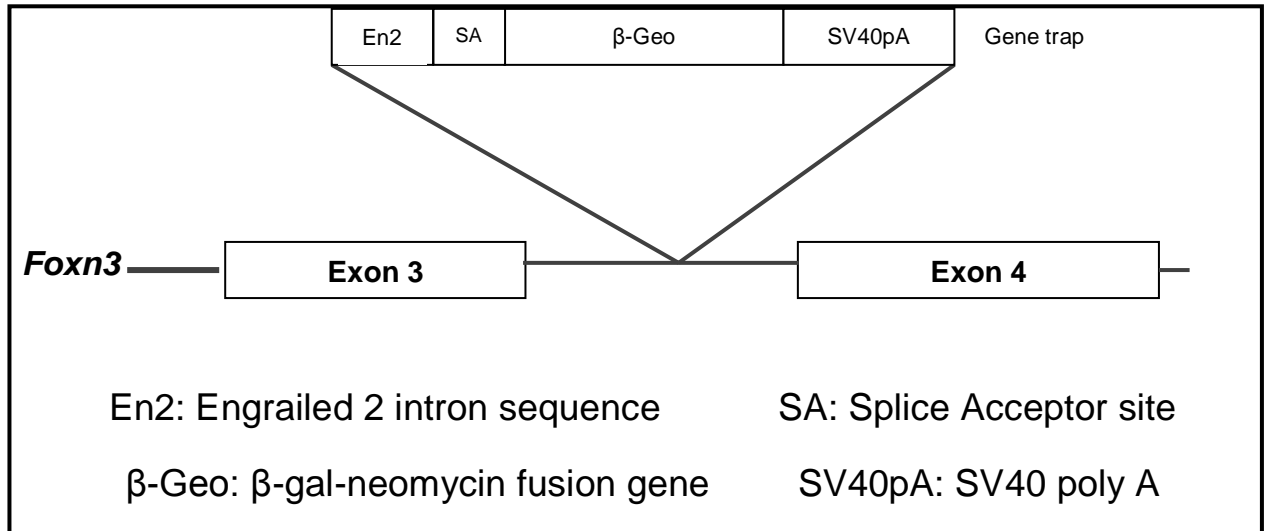 En2 SA β-Geo SV40pA Gene trap
Foxn3 Exon 3 Exon 4
En2: Engrailed 2 intron sequence SA: Splice Acceptor site
β-Geo: β-gal-neomycin fusion gene SV40pA: SV40 poly A